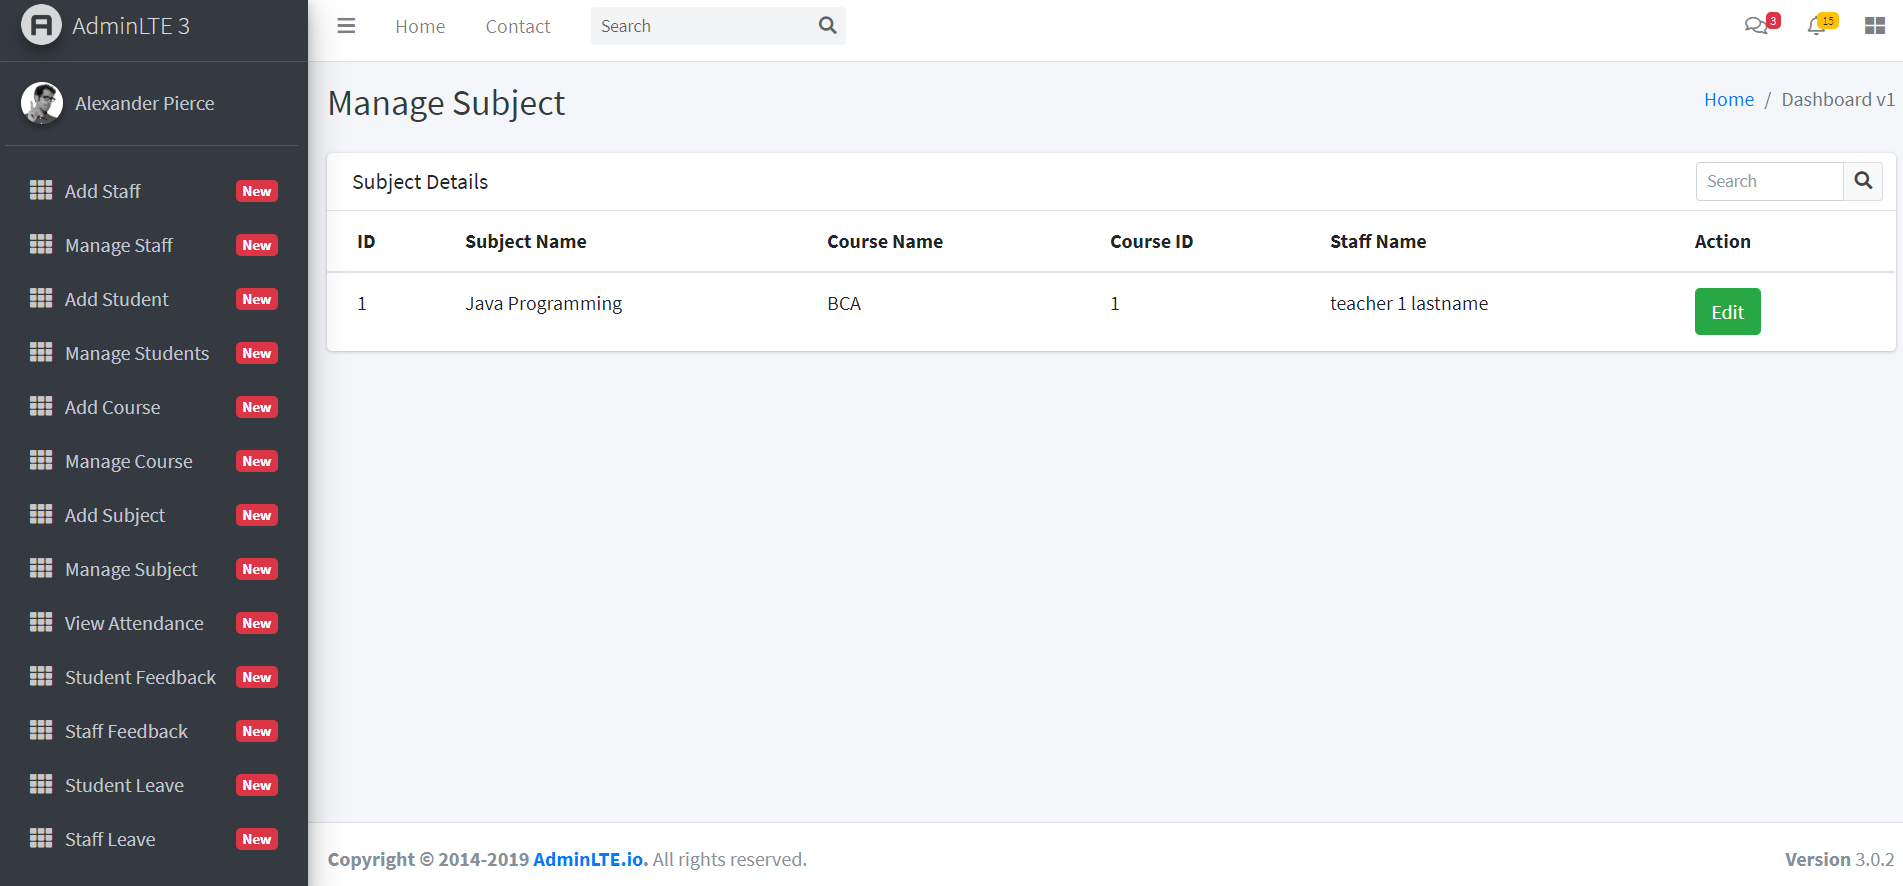 AdminLTE 3
Alexander Pierce
Add Staff New
Manage Staff New
Add Student New
Manage Students New
Add Course New
Manage Course New
Add Subject New
Manage Subject New
View Attendance New
Student Feedback New
Staff Feedback New
Student Leave New
Staff Leave New
Home Contact Search 3 15
Manage Subject
Home / Dashboard v1
Subject Details Search
ID Subject Name Course Name Course ID Staff Name Action
1 Java Programming BCA 1 teacher 1 lastname Edit
Copyright © 2014-2019 AdminLTE.io. All rights reserved. Version 3.0.2